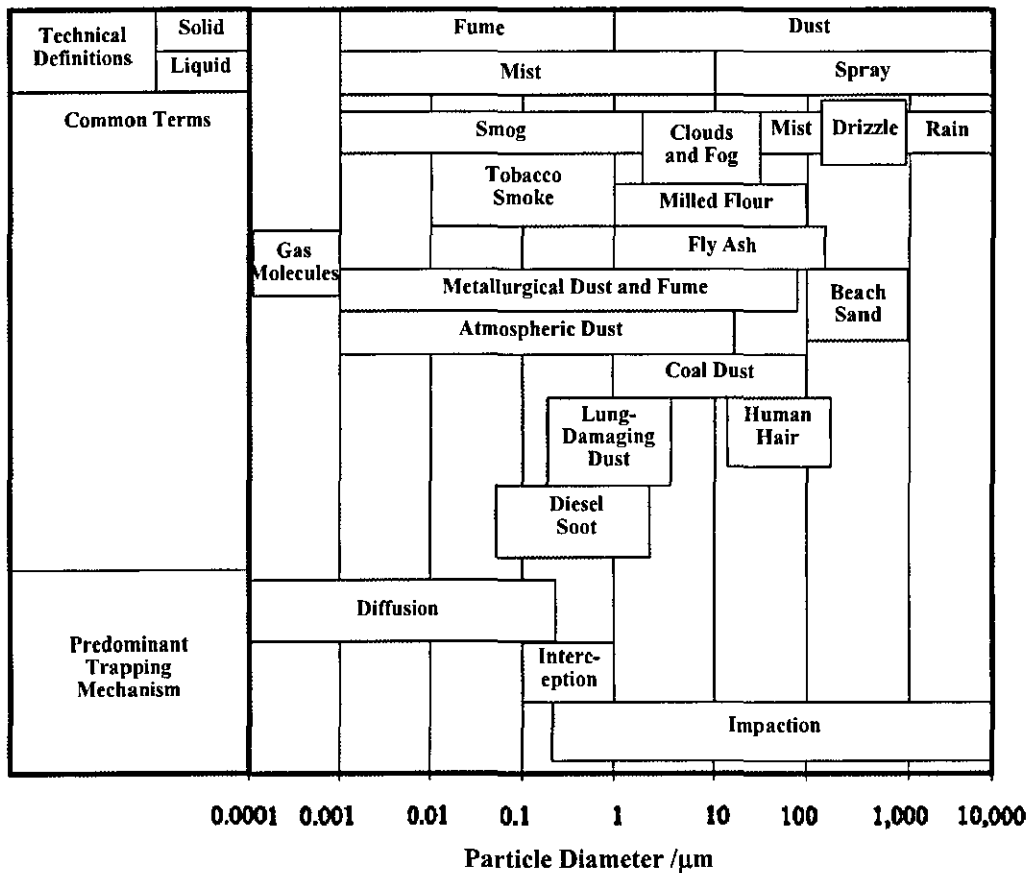 Technical
Definitions
Solid
Liquid
Fume
Dust
Mist
Spray
Common Terms
Smog
Clouds
and Fog
Mist
Drizzle
Rain
Tobacco
Smoke
Milled Flour
Gas
Molecules
Fly Ash
Metallurgical Dust and Fume
Beach
Sand
Atmospheric Dust
Coal Dust
Lung-
Damaging
Dust
Human
Hair
Diesel
Soot
Predominant
Trapping
Mechanism
Diffusion
Interc-
eption
Impaction
0.0001 0.001 0.01 0.1 1 10 100 1,000 10,000
Particle Diameter /μm